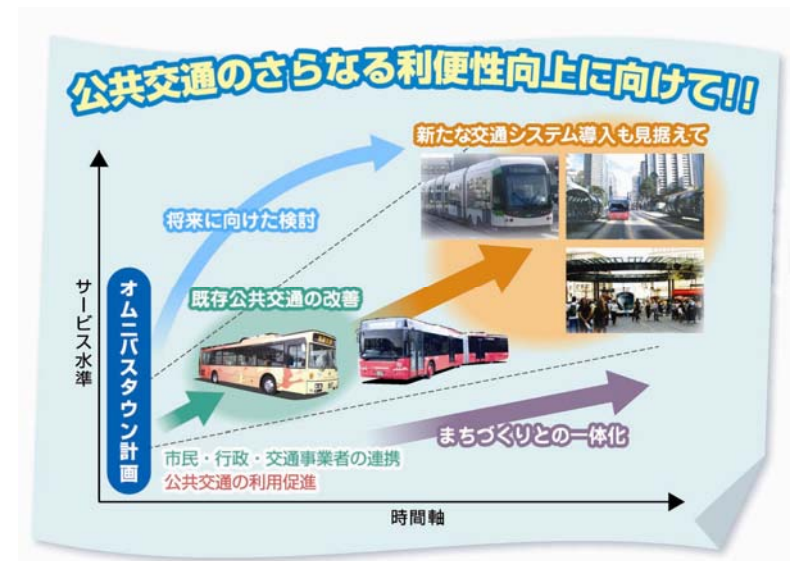 公共交通のさらなる利便性向上に向けて!!
新たな交通システム導入も見据えて
将来に向けた検討
既存公共交通の改善
サービス水準
オムニバスタウン計画
まちづくりとの一体化
市民・行政・交通事業者の連携
公共交通の利用促進
時間軸